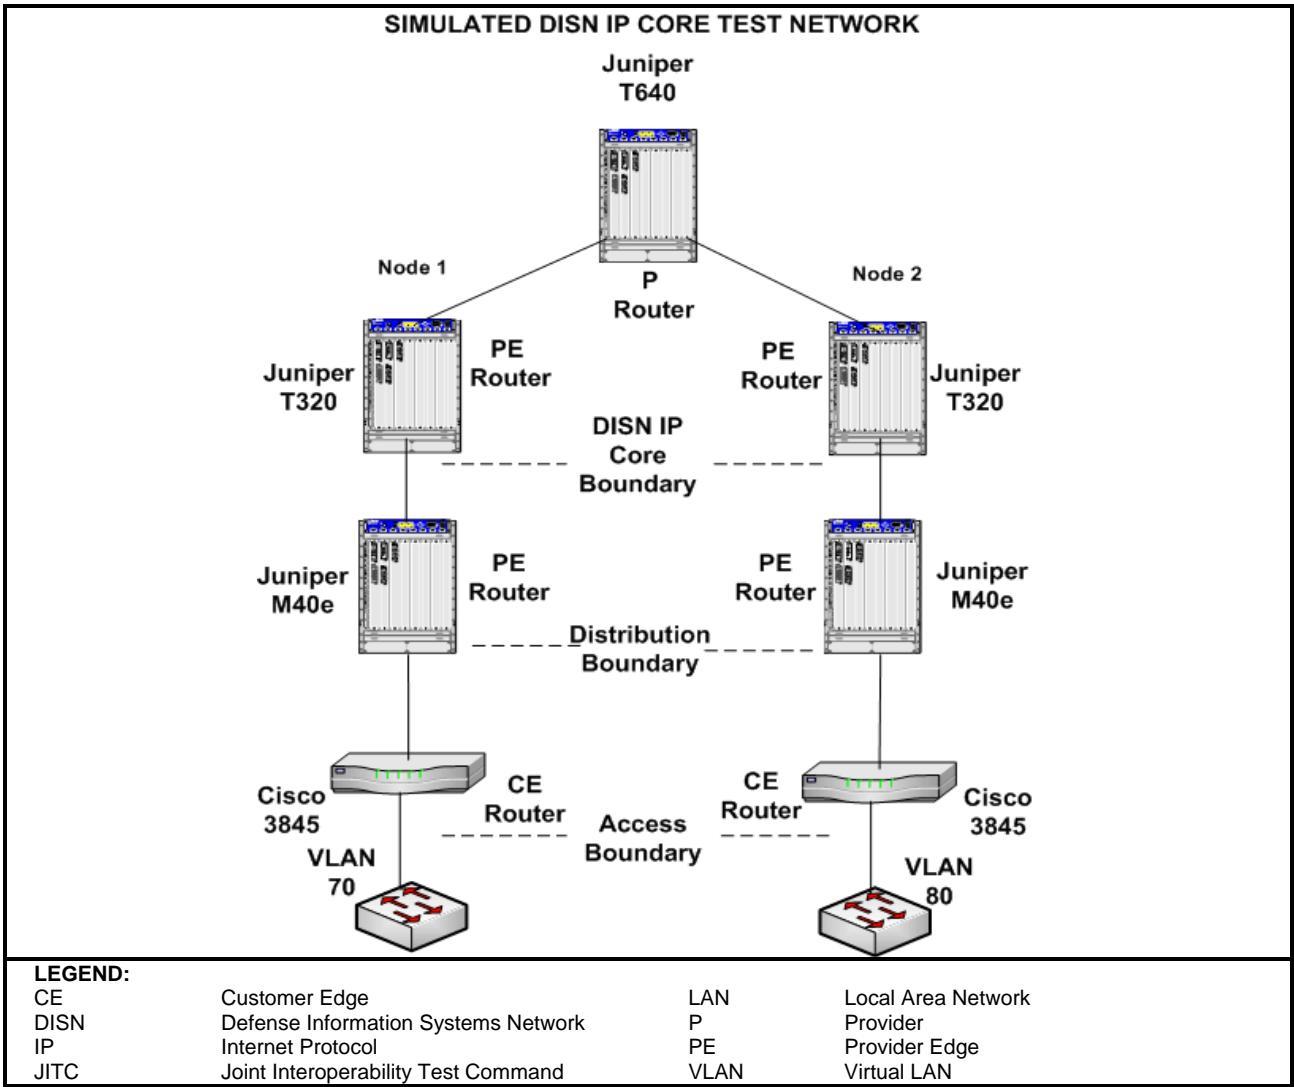 SIMULATED DISN IP CORE TEST NETWORK
Juniper
T640
P
Router
Node 1
Node 2
Juniper
T320
PE
Router
PE
Router
Juniper
T320
DISN IP
Core
Boundary
Juniper
M40e
PE
Router
PE
Router
Juniper
M40e
Distribution
Boundary
Cisco
3845
CE
Router
CE
Router
Cisco
3845
Access
Boundary
VLAN
70
VLAN
80
LEGEND:
CE Customer Edge LAN Local Area Network
DISN Defense Information Systems Network P Provider
IP Internet Protocol PE Provider Edge
JITC Joint Interoperability Test Command VLAN Virtual LAN